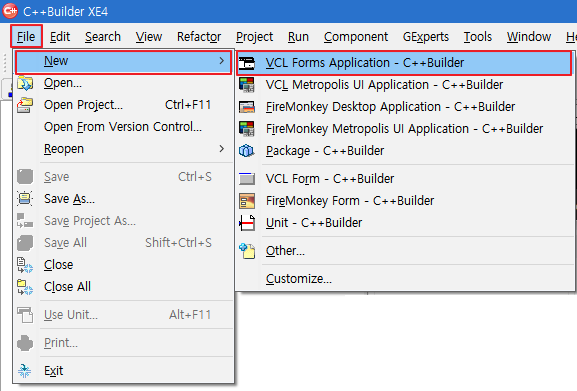 C++Builder XE4
File Edit Search View Refactor Project Run Component GExperts Tools Window
New
Open...
Open Project... Ctrl+F11
Open From Version Control...
Reopen
Save Ctrl+S
Save As...
Save Project As...
Save All Shift+Ctrl+S
Close
Close All
Use Unit... Alt+F11
Print...
Exit
VCL Forms Application - C++Builder
VCL Metropolis UI Application - C++Builder
FireMonkey Desktop Application - C++Builder
FireMonkey Metropolis UI Application - C++Builder
Package - C++Builder
VCL Form - C++Builder
FireMonkey Form - C++Builder
Unit - C++Builder
Other...
Customize...